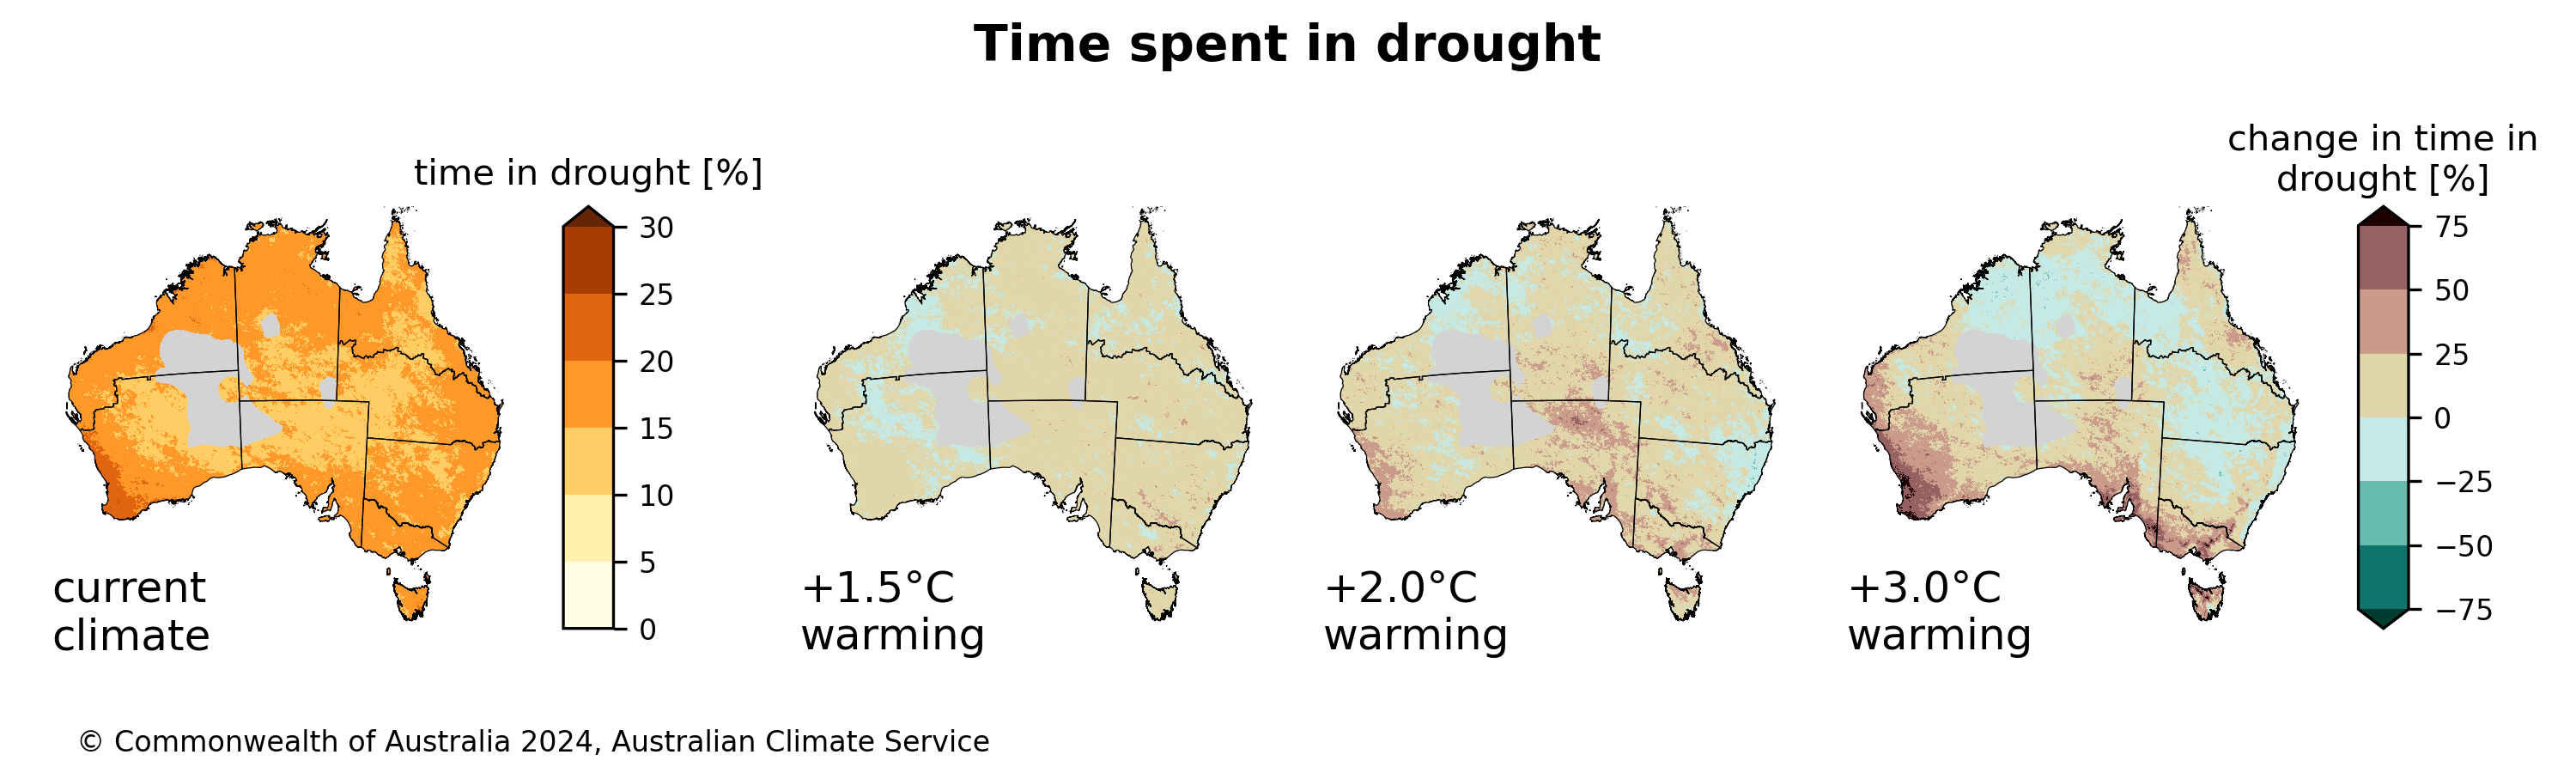 Time spent in drought
time in drought [%]
30
25
20
15
10
5
0
current
climate
+1.5°C
warming
+2.0°C
warming
+3.0°C
warming
change in time in
drought [%]
75
50
25
0
−25
−50
−75
© Commonwealth of Australia 2024, Australian Climate Service